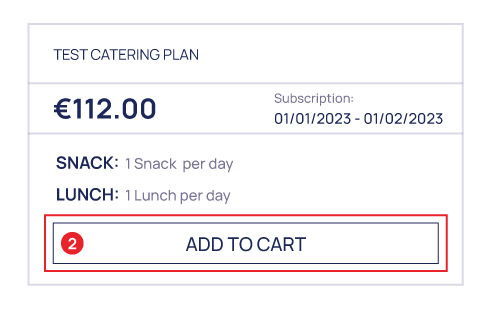 TEST CATERING PLAN
€112.00
Subscription:
01/01/2023 - 01/02/2023
SNACK: 1 Snack per day
LUNCH: 1 Lunch per day
2 ADD TO CART